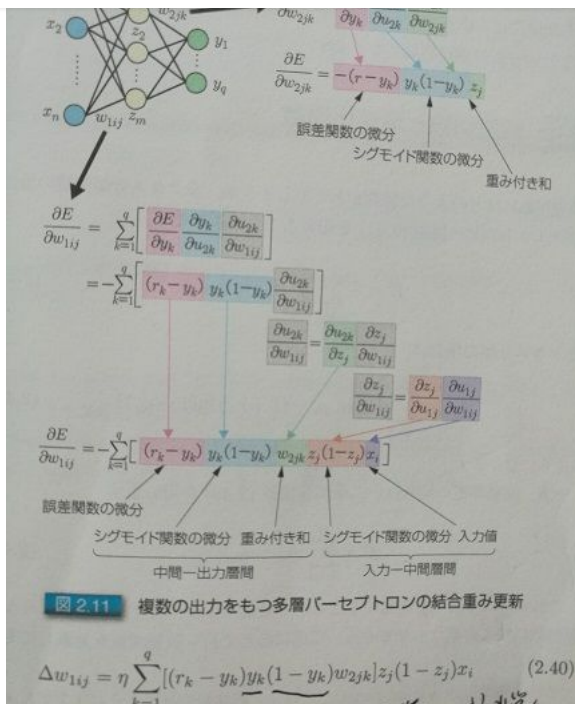 x₂ z₂ w₂ⱼₖ y₁
∂w₂ⱼₖ ∂yₖ ∂u₂ₖ ∂w₂ⱼₖ
xₙ w₁ᵢⱼ zₘ y_q
∂E/∂w₂ⱼₖ = −(r−yₖ) yₖ(1−yₖ) zⱼ
誤差関数の微分
シグモイド関数の微分
重み付き和
∂E/∂w₁ᵢⱼ = Σ_{k=1}^{q} [∂E/∂yₖ ∂yₖ/∂u₂ₖ ∂u₂ₖ/∂w₁ᵢⱼ]
= −Σ_{k=1}^{q} [(rₖ−yₖ) yₖ(1−yₖ) ∂u₂ₖ/∂w₁ᵢⱼ]
∂u₂ₖ/∂w₁ᵢⱼ = ∂u₂ₖ/∂zⱼ ∂zⱼ/∂w₁ᵢⱼ
∂zⱼ/∂w₁ᵢⱼ = ∂zⱼ/∂u₁ⱼ ∂u₁ⱼ/∂w₁ᵢⱼ
∂E/∂w₁ᵢⱼ = −Σ_{k=1}^{q} [(rₖ−yₖ) yₖ(1−yₖ) w₂ⱼₖ zⱼ(1−zⱼ) xᵢ]
誤差関数の微分
シグモイド関数の微分 重み付き和 シグモイド関数の微分 入力値
中間ー出力層間 入力ー中間層間
図 2.11 複数の出力をもつ多層パーセプトロンの結合重み更新
Δw₁ᵢⱼ = η Σ_{k=1}^{q} [(rₖ − yₖ)yₖ(1 − yₖ)w₂ⱼₖ]zⱼ(1 − zⱼ)xᵢ (2.40)